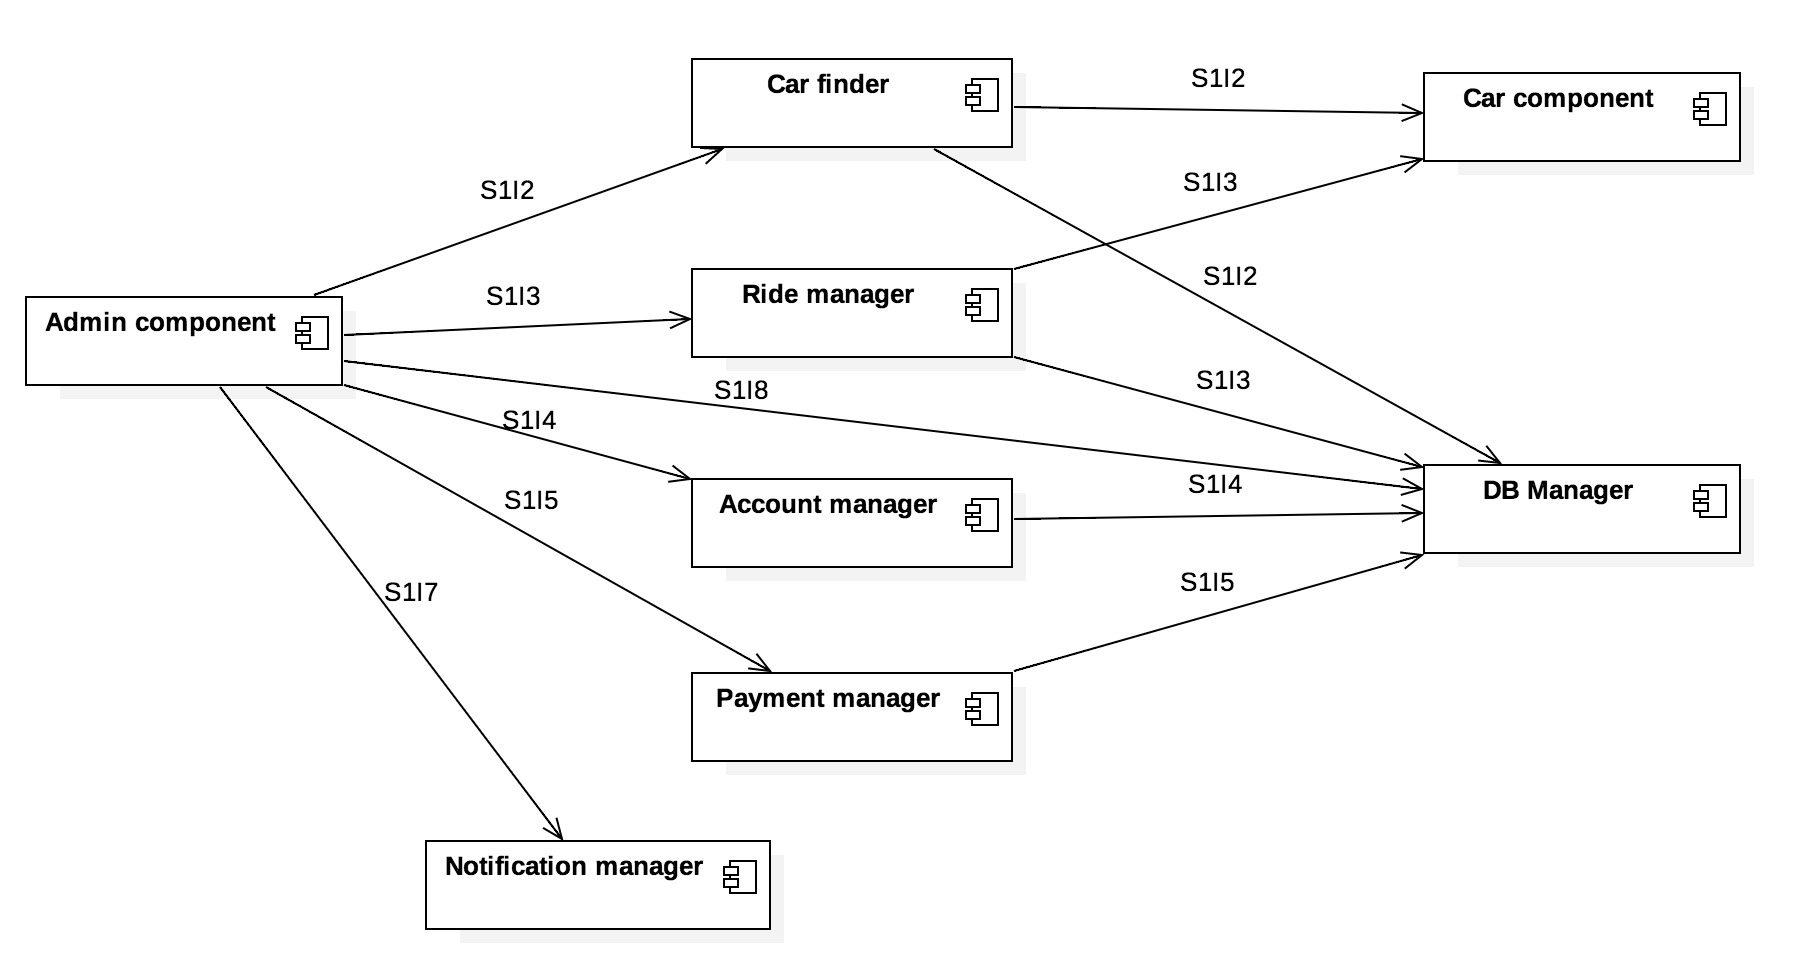 Car finder
S1I2
Car component
S1I2
S1I3
S1I2
Ride manager
S1I3
Admin component
S1I3
S1I8
S1I4
S1I4
DB Manager
S1I5
Account manager
S1I5
S1I7
Payment manager
Notification manager